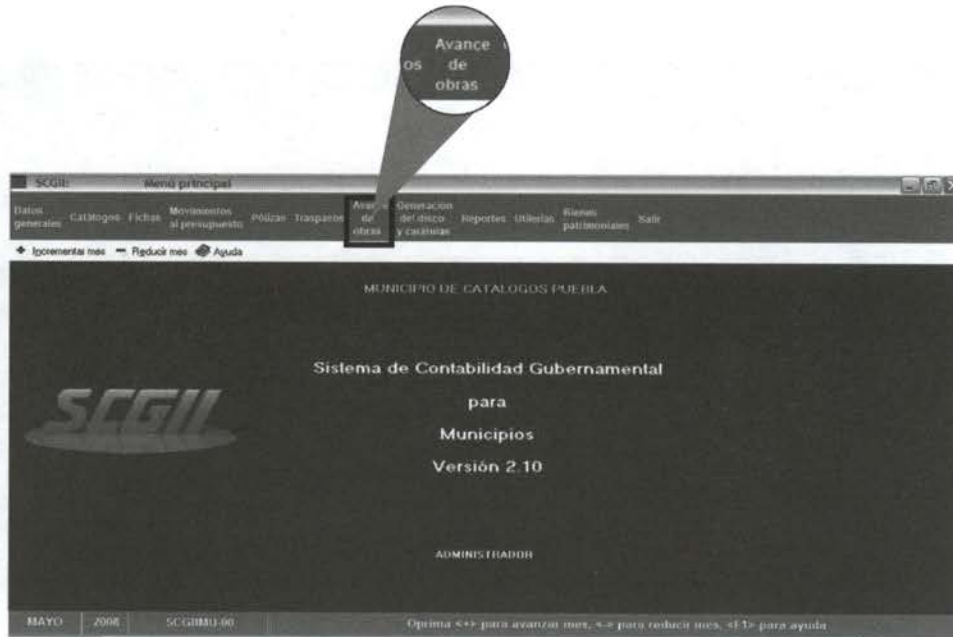 Avance
os de
obras
SCGII: Menú principal
Datos generales Catálogos Fichas Movimientos al presupuesto Pólizas Traspasos Avance de obras Generación del disco y carátulas Reportes Utilerías Bienes patrimoniales Salir
+ Incrementar mes − Reducir mes Ayuda
MUNICIPIO DE CATALOGOS PUEBLA
Sistema de Contabilidad Gubernamental
para
Municipios
Versión 2.10
SCGII
ADMINISTRADOR
MAYO 2008 SCGIIMU-00 Oprima <+> para avanzar mes, <-> para reducir mes, <F1> para ayuda